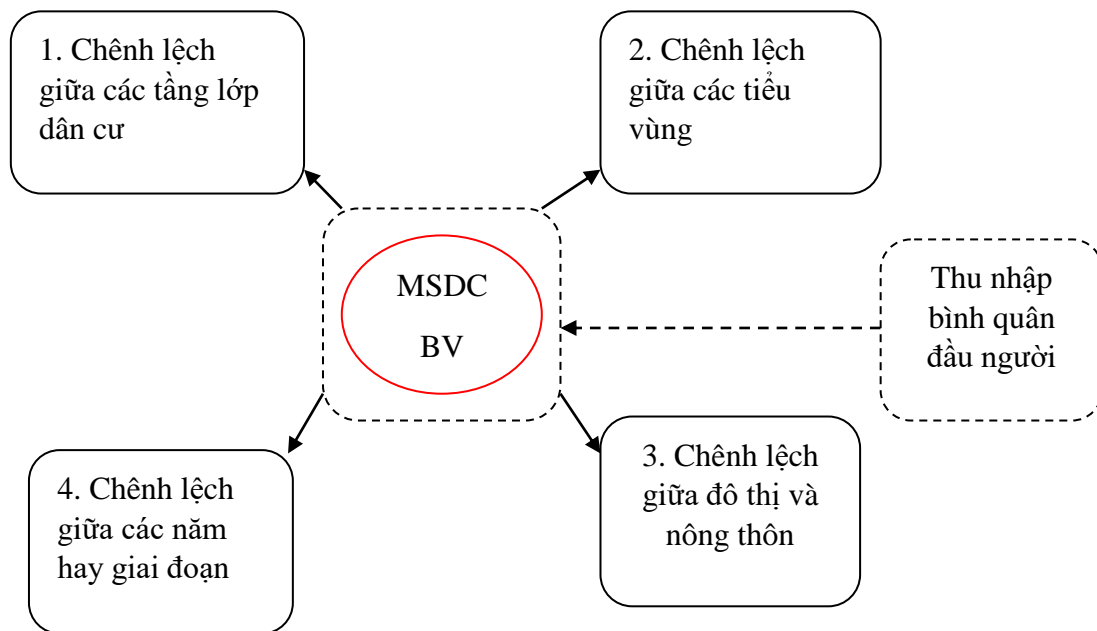 1. Chênh lệch
giữa các tầng lớp
dân cư
2. Chênh lệch
giữa các tiểu
vùng
MSDC
BV
Thu nhập
bình quân
đầu người
4. Chênh lệch
giữa các năm
hay giai đoạn
3. Chênh lệch
giữa đô thị và
nông thôn